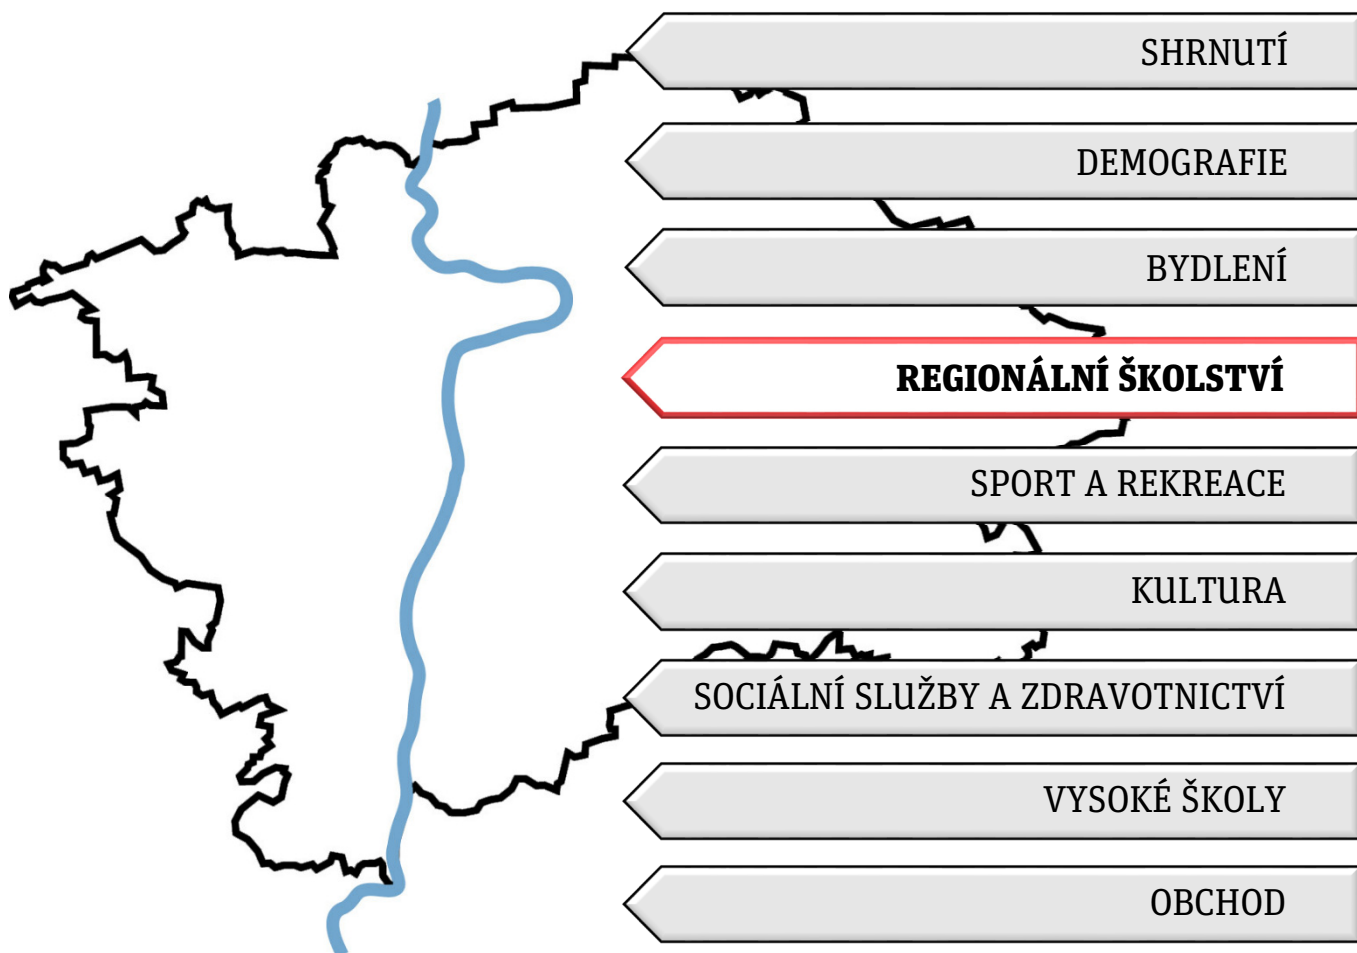 SHRNUTÍ
DEMOGRAFIE
BYDLENÍ
REGIONÁLNÍ ŠKOLSTVÍ
SPORT A REKREACE
KULTURA
SOCIÁLNÍ SLUŽBY A ZDRAVOTNICTVÍ
VYSOKÉ ŠKOLY
OBCHOD